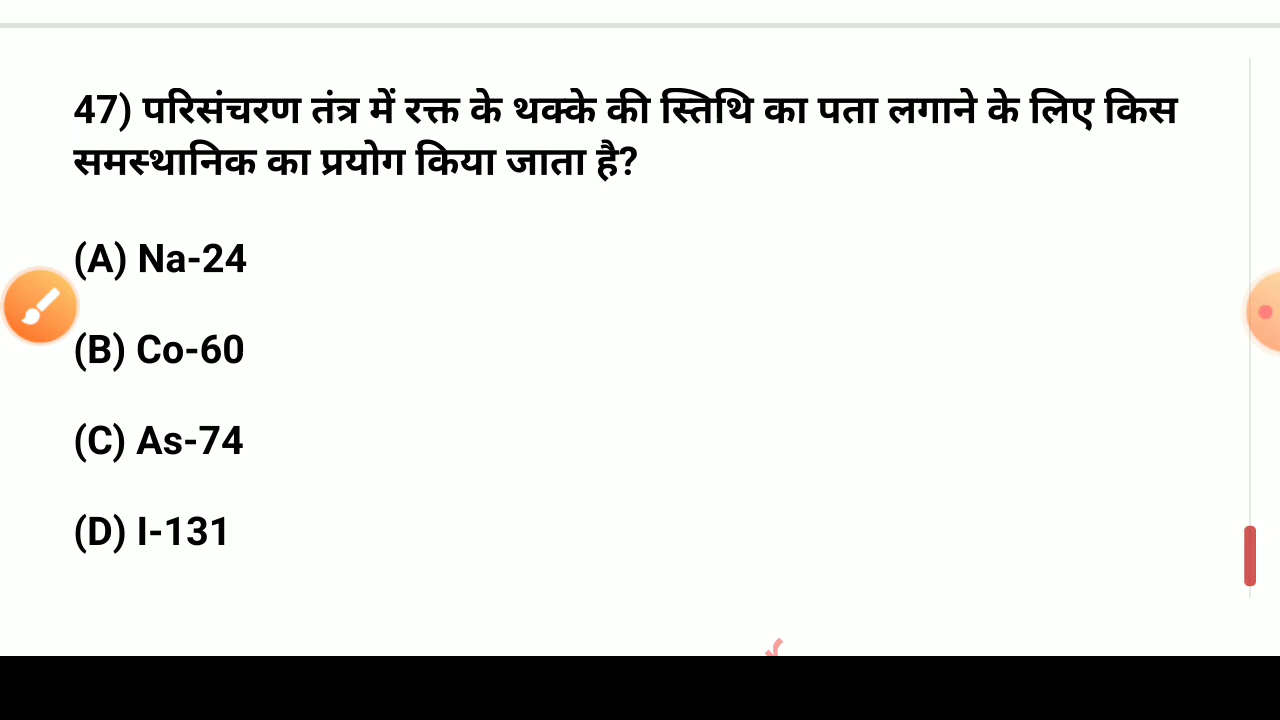 47) परिसंचरण तंत्र में रक्त के थक्के की स्तिथि का पता लगाने के लिए किस
समस्थानिक का प्रयोग किया जाता है?
(A) Na-24
(B) Co-60
(C) As-74
(D) I-131